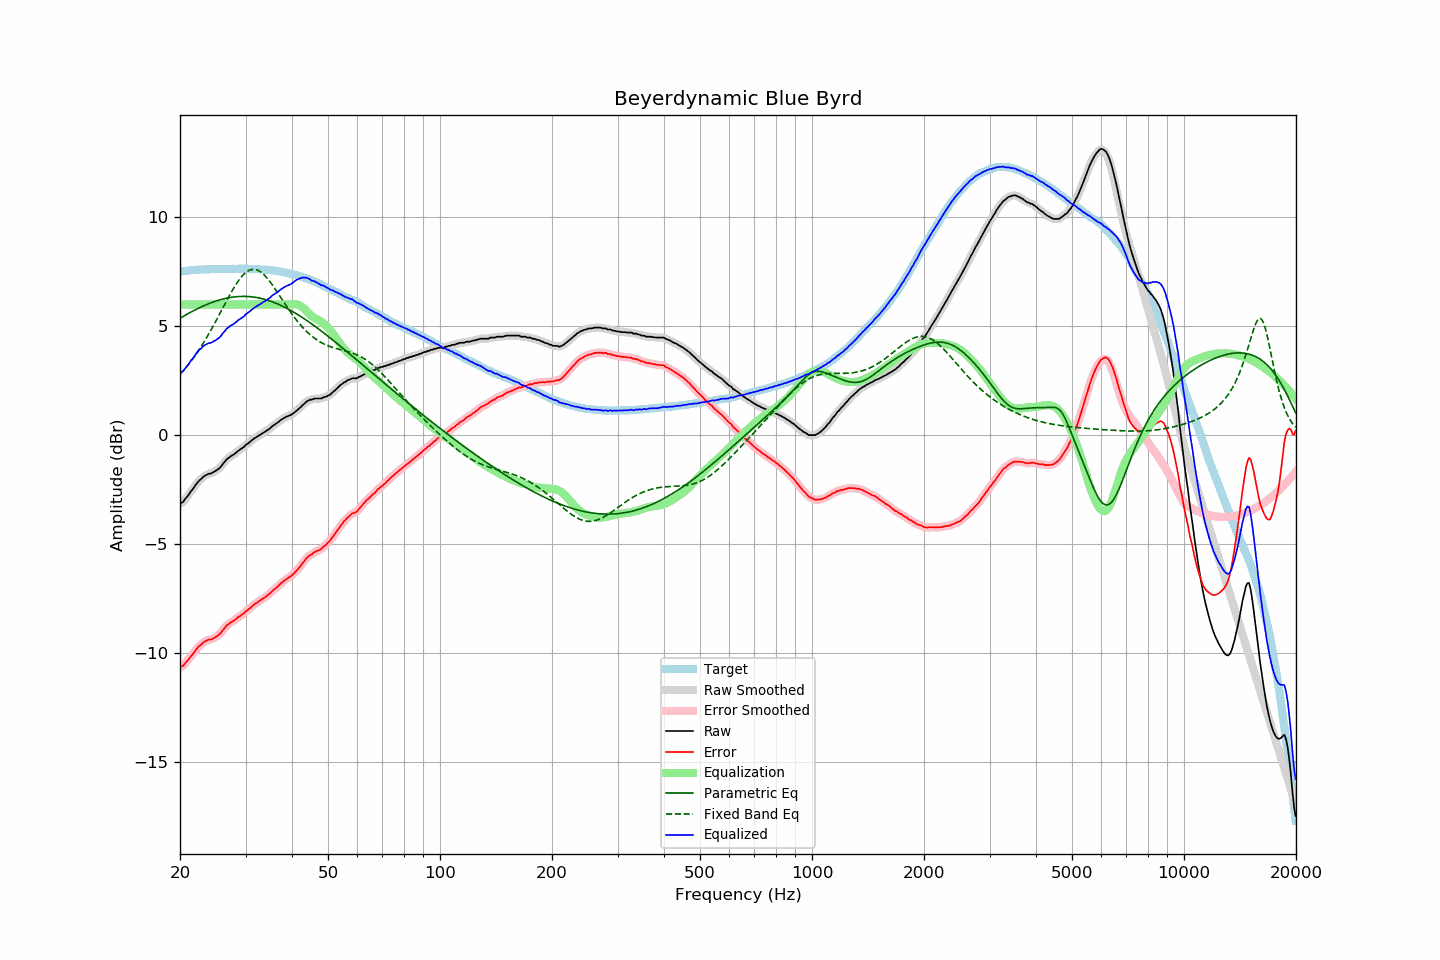 Beyerdynamic Blue Byrd
Amplitude (dBr)
10
5
0
−5
−10
−15
Target
Raw Smoothed
Error Smoothed
Raw
Error
Equalization
Parametric Eq
Fixed Band Eq
Equalized
20 50 100 200 500 1000 2000 5000 10000 20000
Frequency (Hz)